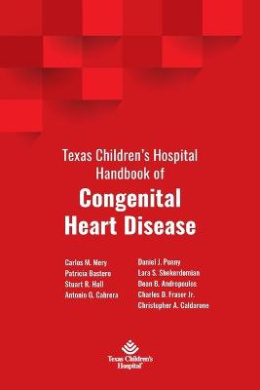 Texas Children's Hospital
Handbook of
Congenital
Heart Disease
Carlos M. Mery
Patricia Bastero
Stuart R. Hall
Antonio G. Cabrera
Daniel J. Penny
Lara S. Shekerdemian
Dean B. Andropoulos
Charles D. Fraser Jr.
Christopher A. Caldarone
Texas Children's
Hospital®